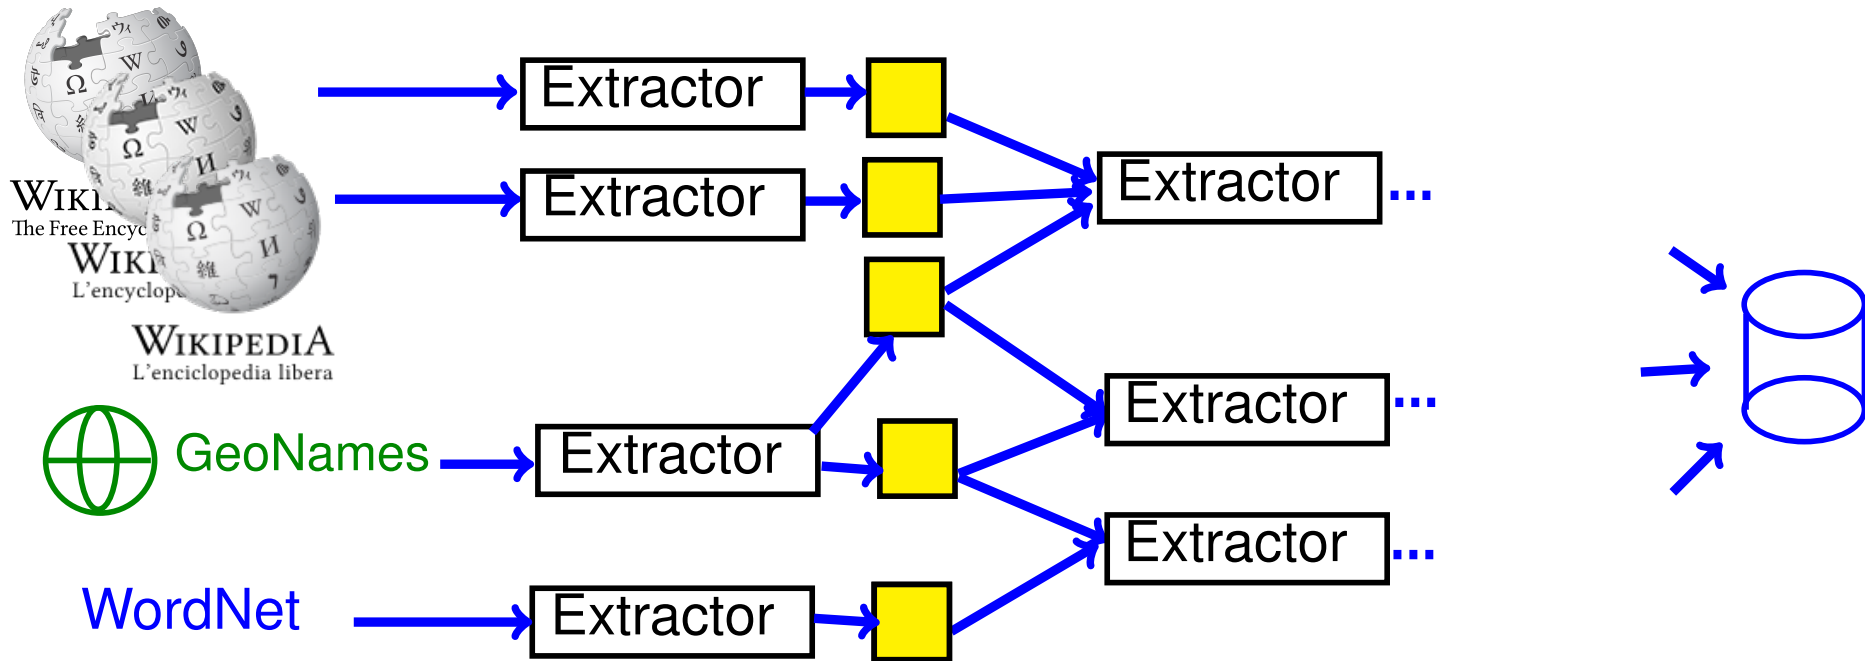 Extractor
Extractor
Extractor ...
WIKI
The Free Encyc
WIKI
L'encyclop
WIKIPEDIA
L'enciclopedia libera
Extractor ...
GeoNames
Extractor
Extractor ...
WordNet
Extractor